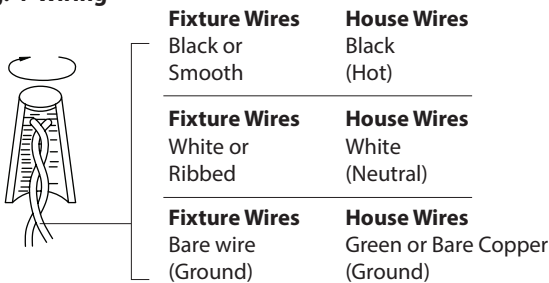 Fixture Wires House Wires
Black or Black
Smooth (Hot)
Fixture Wires House Wires
White or White
Ribbed (Neutral)
Fixture Wires House Wires
Bare wire Green or Bare Copper
(Ground) (Ground)